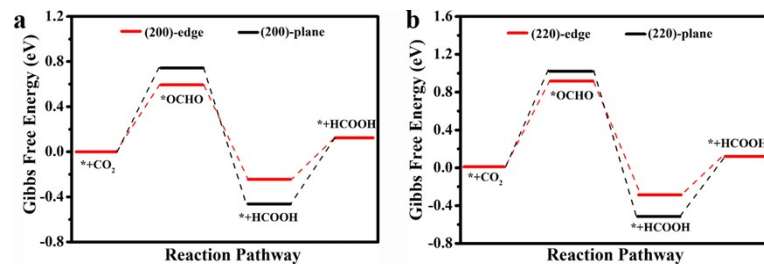 a
(200)-edge (200)-plane
Gibbs Free Energy (eV)
1.2
0.8
0.4
0.0
-0.4
-0.8
*+CO₂
*OCHO
*+HCOOH
*+HCOOH
Reaction Pathway
b
(220)-edge (220)-plane
Gibbs Free Energy (eV)
1.6
1.2
0.8
0.4
0.0
-0.4
-0.8
*+CO₂
*OCHO
*+HCOOH
*+HCOOH
Reaction Pathway